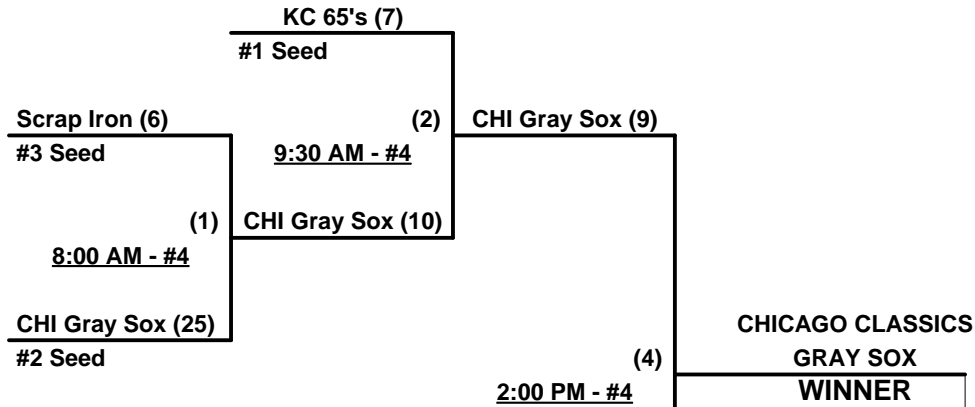 KC 65's (7)
#1 Seed
Scrap Iron (6)
(2)
CHI Gray Sox (9)
#3 Seed
9:30 AM - #4
(1)
CHI Gray Sox (10)
8:00 AM - #4
CHI Gray Sox (25)
CHICAGO CLASSICS
#2 Seed
(4)
GRAY SOX
2:00 PM - #4
WINNER